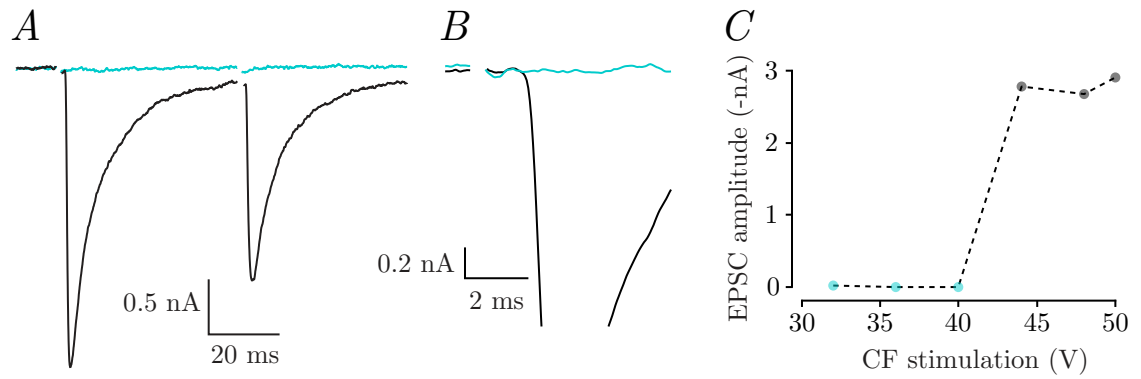 A
B
C
0.5 nA
20 ms
0.2 nA
2 ms
EPSC amplitude (-nA)
3
2
1
0
30 35 40 45 50
CF stimulation (V)